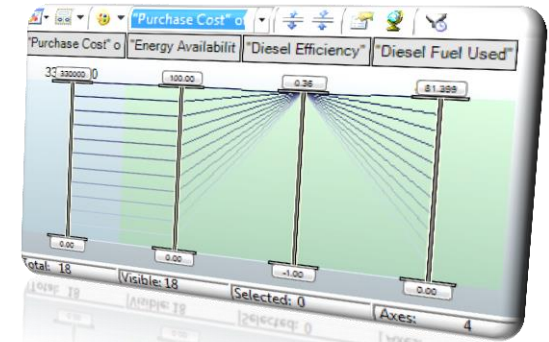 "Purchase Cost" o
"Purchase Cost" o "Energy Availabilit "Diesel Efficiency" "Diesel Fuel Used"
330000 100.00 0.36 81.399
0.00 0.00 -1.00 0.00
Total: 18 Visible: 18 Selected: 0 Axes: 4